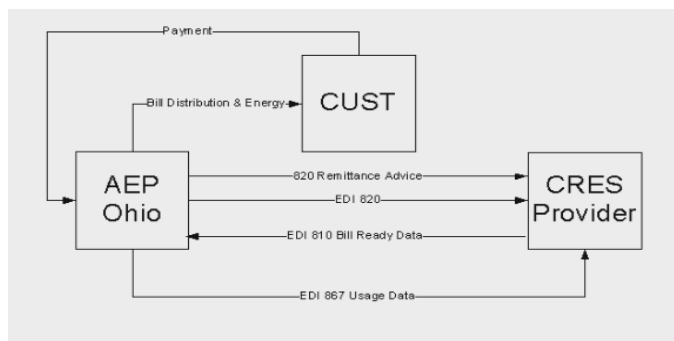 Payment
Bill Distribution & Energy
CUST
AEP
Ohio
820 Remittance Advice
EDI 820
EDI 810 Bill Ready Data
EDI 867 Usage Data
CRES
Provider